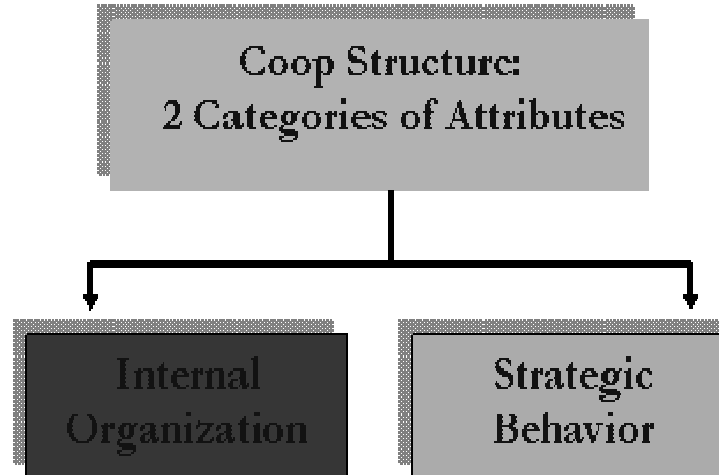 Coop Structure:
2 Categories of Attributes
Internal
Organization
Strategic
Behavior